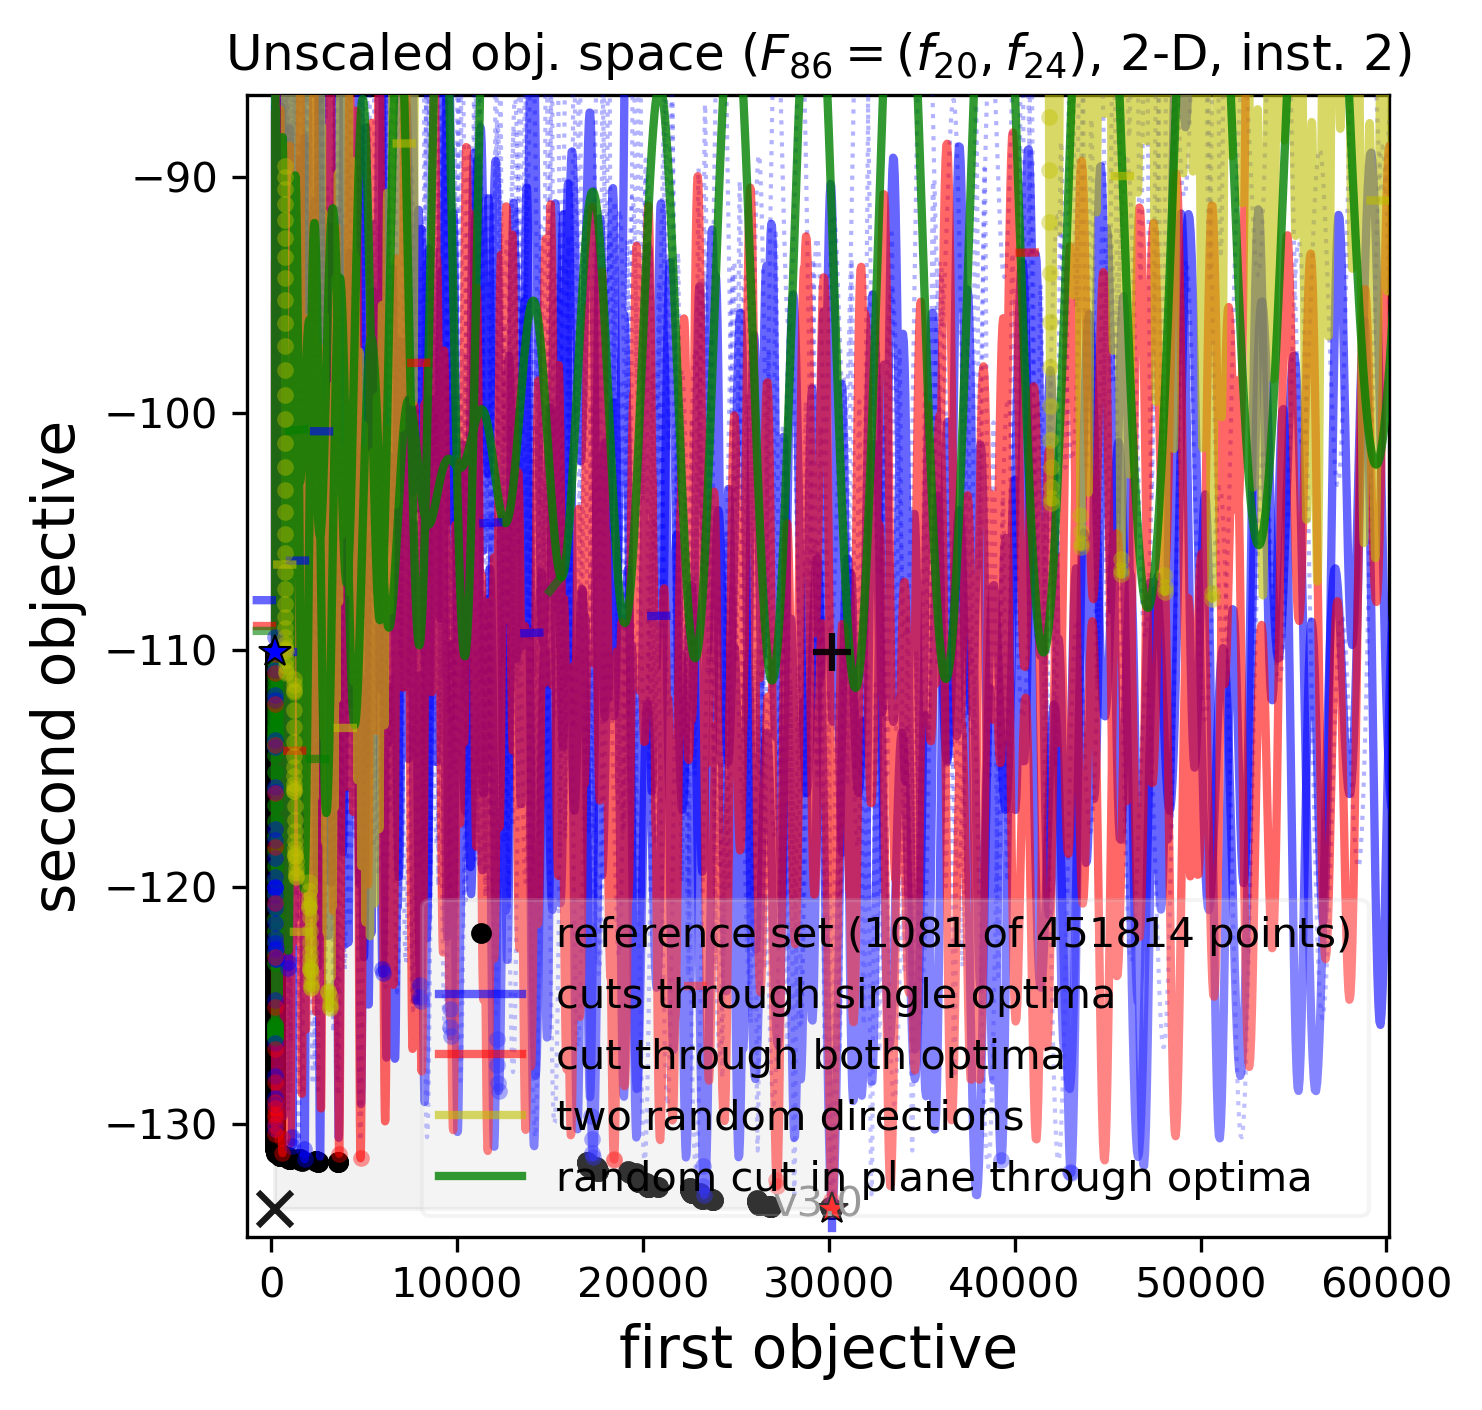 Unscaled obj. space (F86 = (f20, f24), 2-D, inst. 2)
−90
−100
−110
−120
−130
second objective
reference set (1081 of 451814 points)
cuts through single optima
cut through both optima
two random directions
random cut in plane through optima
v3.0
0 10000 20000 30000 40000 50000 60000
first objective